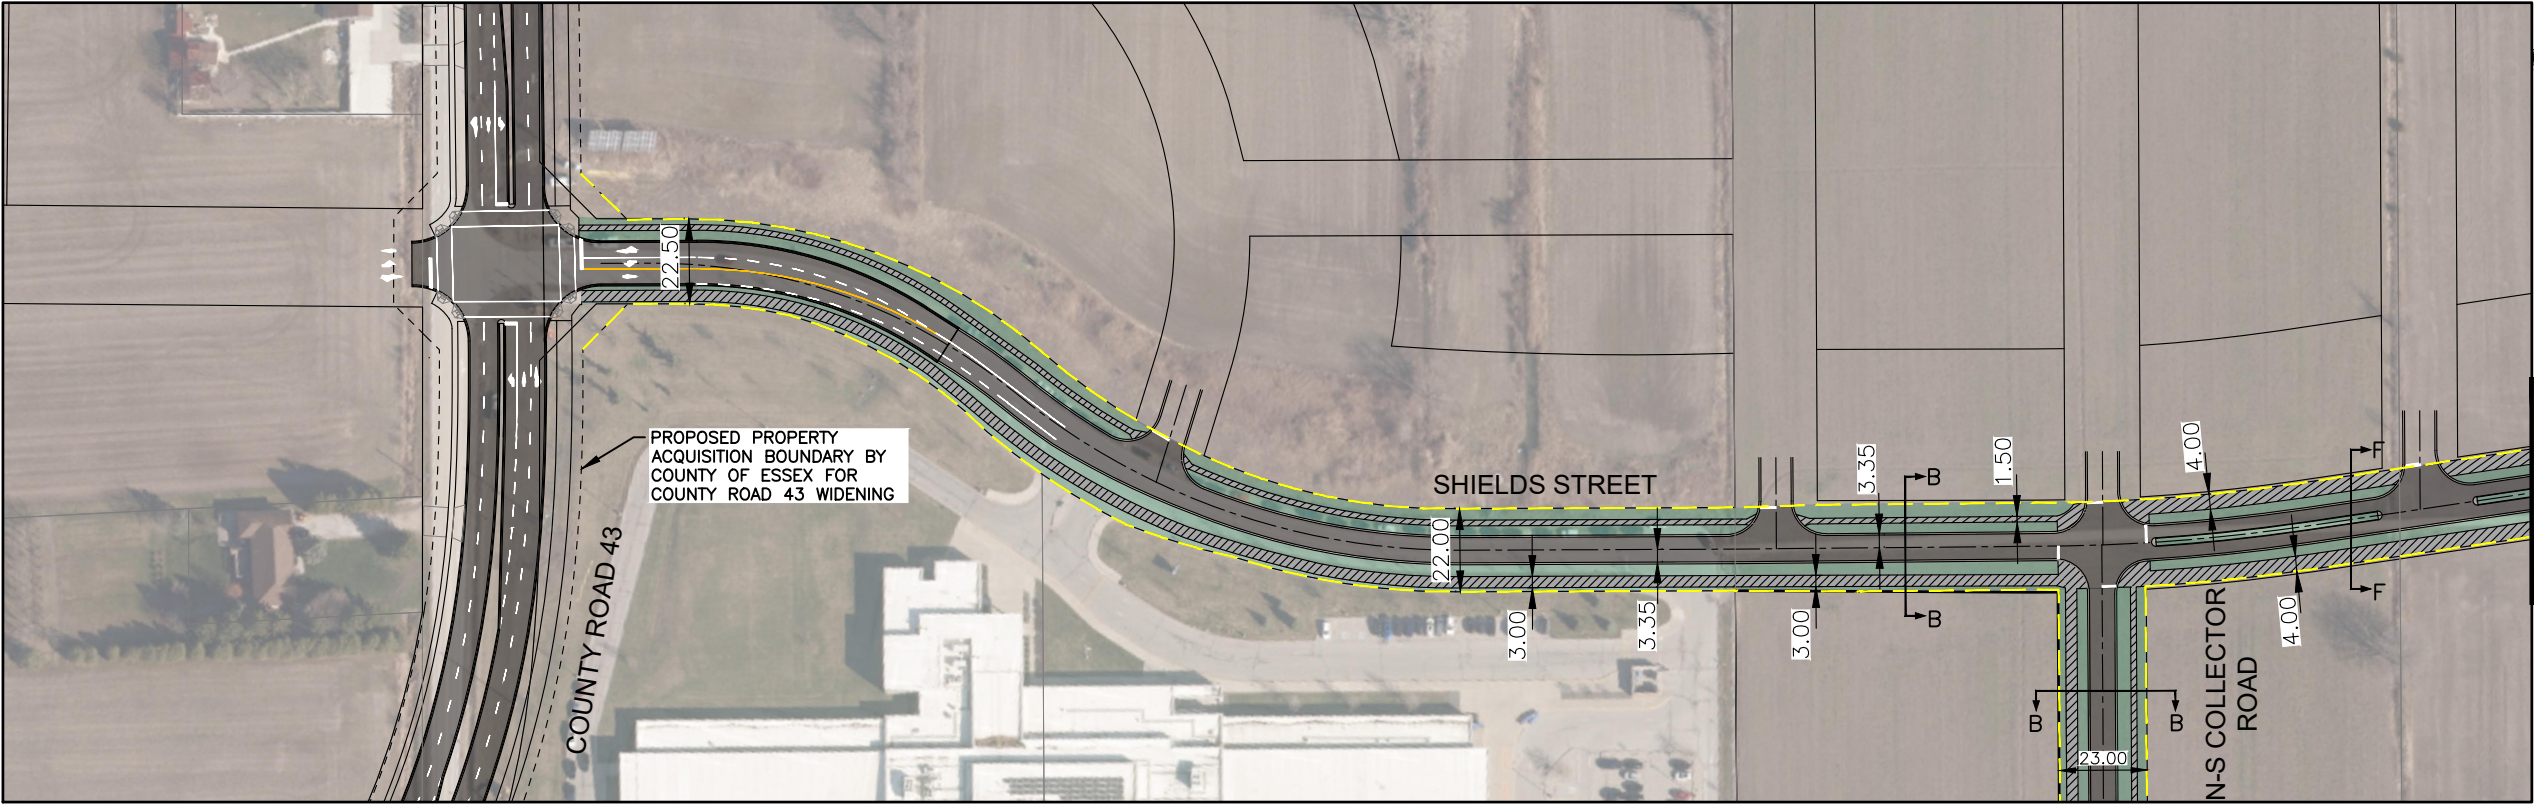 22.50
PROPOSED PROPERTY
ACQUISITION BOUNDARY BY
COUNTY OF ESSEX FOR
COUNTY ROAD 43 WIDENING
COUNTY ROAD 43
SHIELDS STREET
22.00
3.00
3.35
3.00
3.35
B
B
1.50
4.00
4.00
F
F
B
B
23.00
N-S COLLECTOR
ROAD